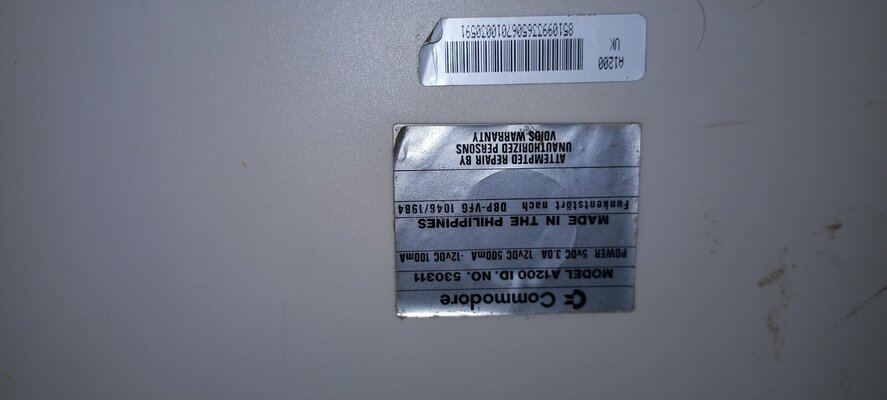 Commodore
MODEL A1200 ID. NO. 530311
POWER 5VDC 3.0A 12VDC 500mA -12VDC 100mA
MADE IN THE PHILIPPINES
Funkentstört nach DBP-VFG 1046/1984
ATTEMPTED REPAIR BY
UNAUTHORIZED PERSONS
VOIDS WARRANTY
A1200
UK